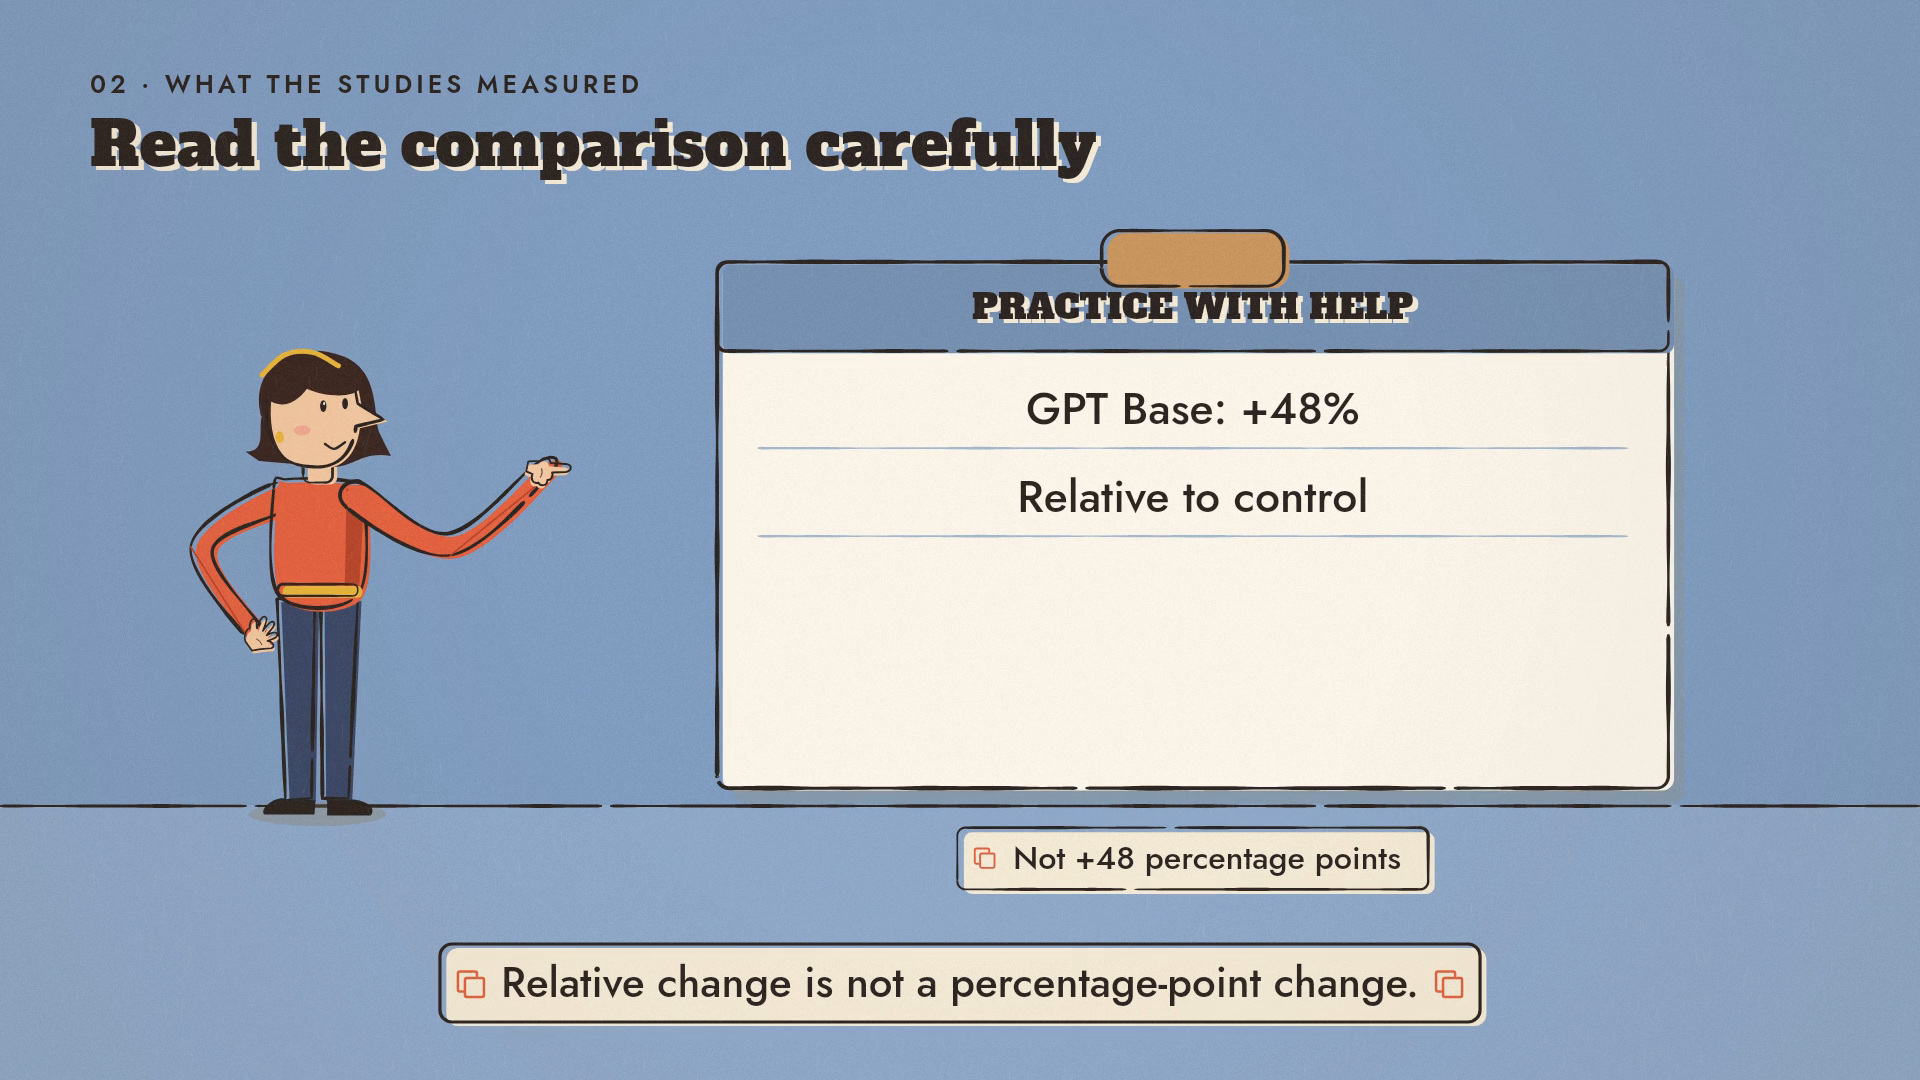 02 · WHAT THE STUDIES MEASURED
Read the comparison carefully
PRACTICE WITH HELP
GPT Base: +48%
Relative to control
Not +48 percentage points
Relative change is not a percentage-point change.